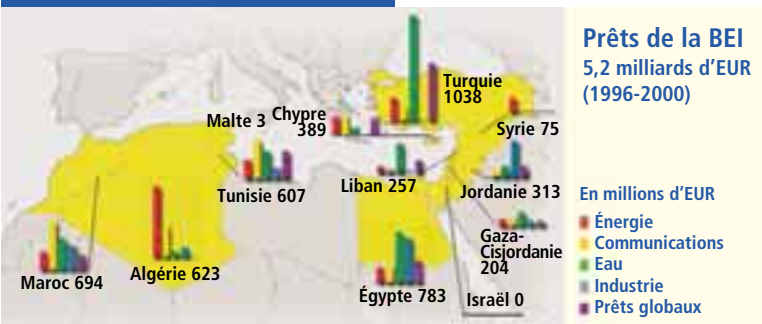 Prêts de la BEI
5,2 milliards d'EUR
(1996-2000)
Turquie
1038
Malte 3
Chypre
389
Syrie 75
Tunisie 607
Liban 257
Jordanie 313
Gaza-
Cisjordanie
204
Maroc 694
Algérie 623
Égypte 783
Israël 0
En millions d'EUR
Énergie
Communications
Eau
Industrie
Prêts globaux